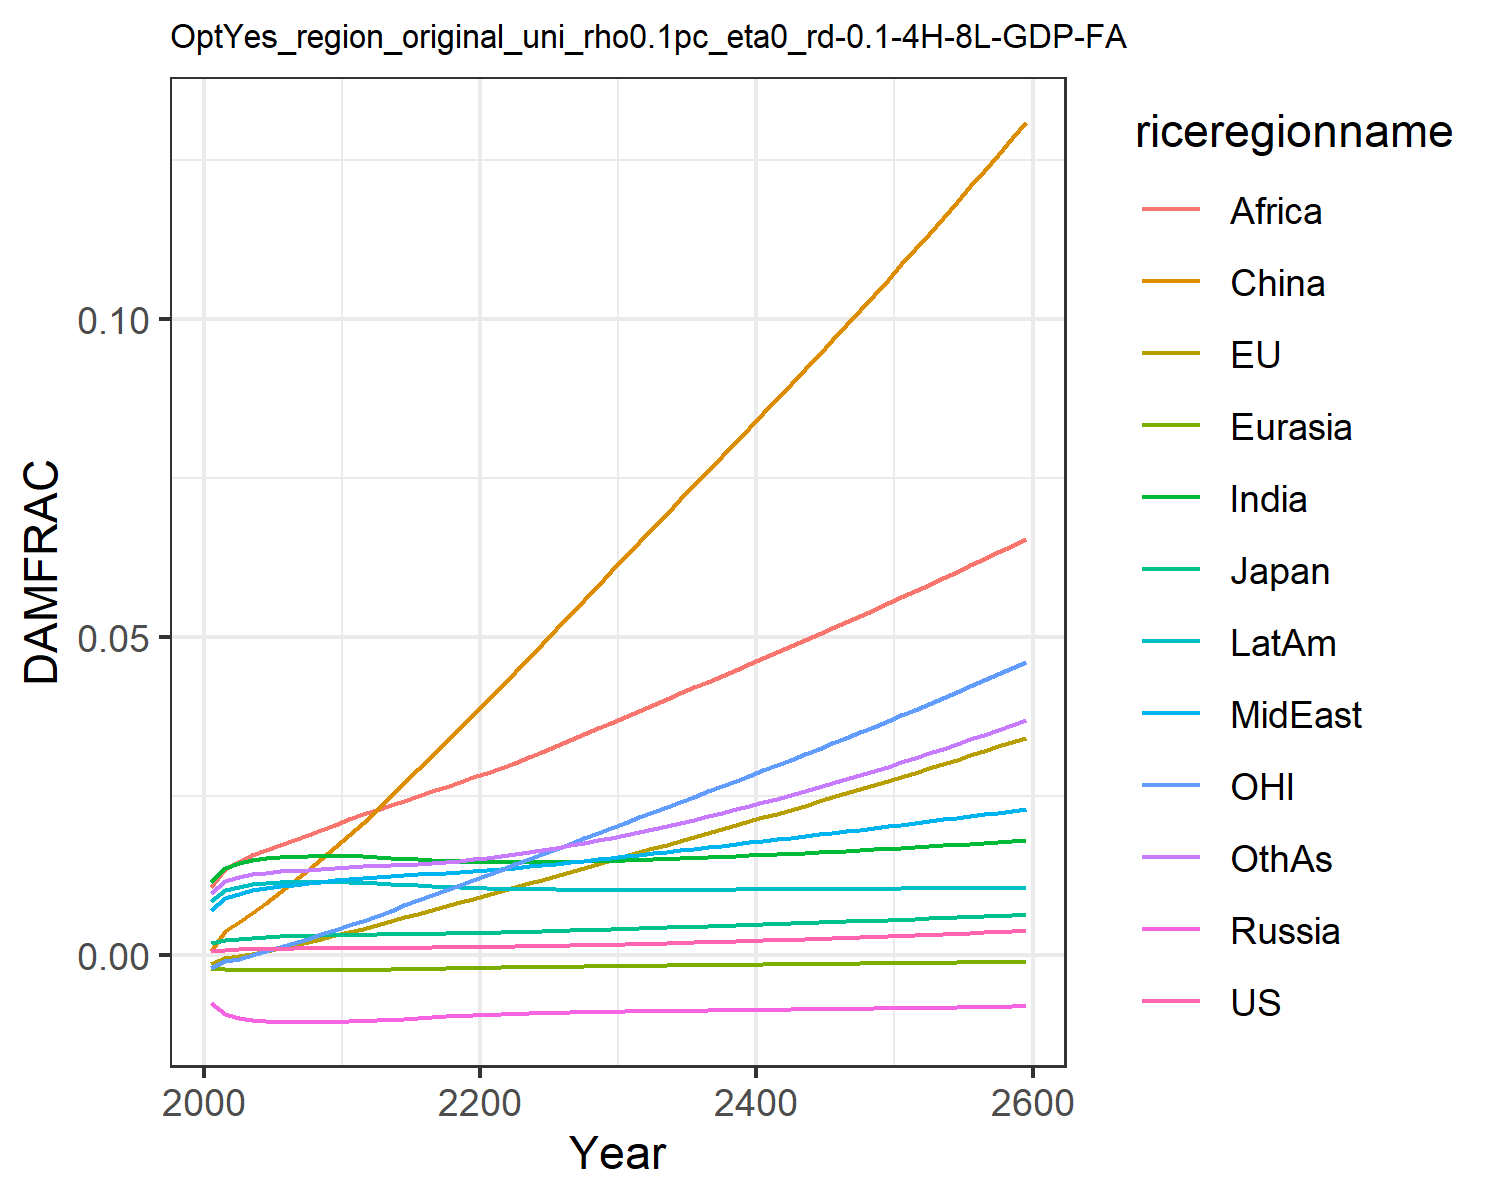 OptYes_region_original_uni_rho0.1pc_eta0_rd-0.1-4H-8L-GDP-FA
riceregionname
Africa
China
EU
Eurasia
India
Japan
LatAm
MidEast
OHI
OthAs
Russia
US
DAMFRAC
0.10
0.05
0.00
2000 2200 2400 2600
Year